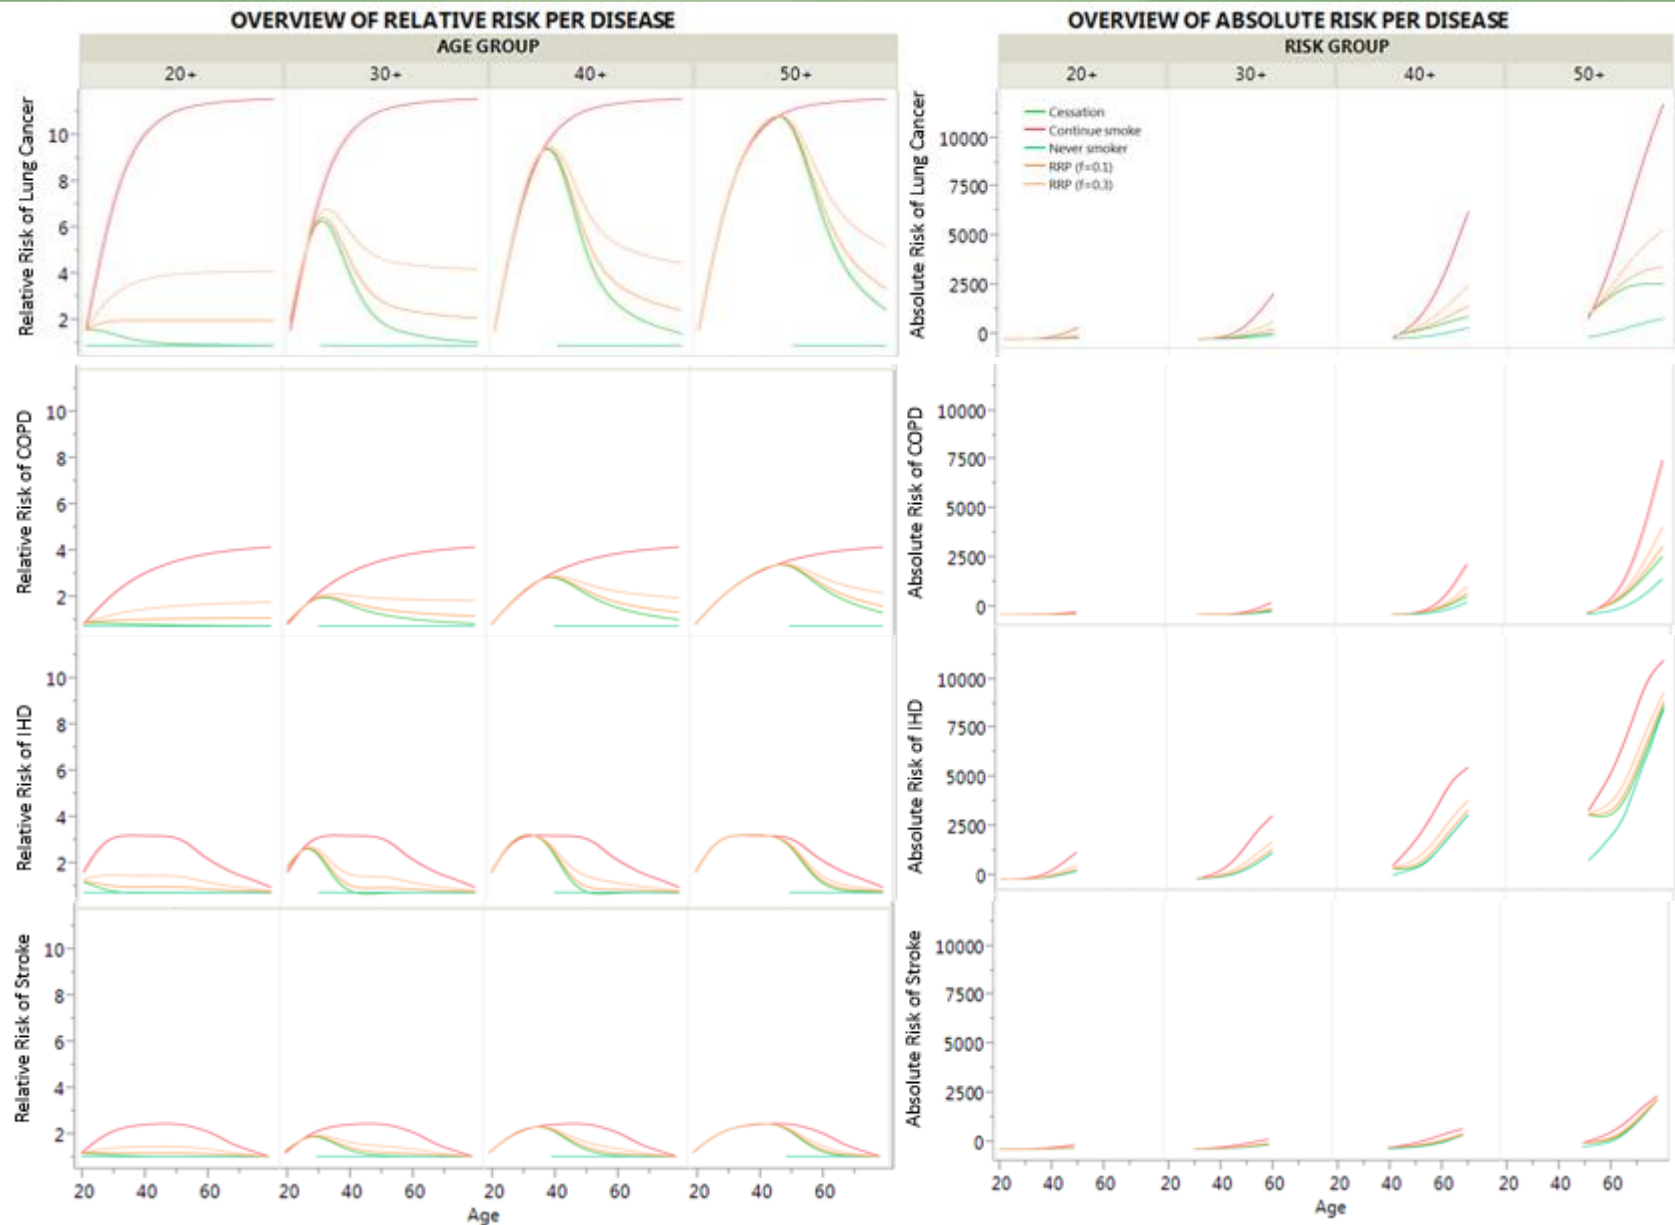 OVERVIEW OF RELATIVE RISK PER DISEASE
AGE GROUP
20+ 30+ 40+ 50+
Relative Risk of Lung Cancer
10
8
6
4
2
Relative Risk of COPD
10
8
6
4
2
Relative Risk of IHD
10
8
6
4
2
Relative Risk of Stroke
10
8
6
4
2
20 40 60 20 40 60 20 40 60 20 40 60
Age
OVERVIEW OF ABSOLUTE RISK PER DISEASE
RISK GROUP
20+ 30+ 40+ 50+
Absolute Risk of Lung Cancer
10000
7500
5000
2500
0
Cessation
Continue smoke
Never smoker
RRP (f=0.1)
RRP (f=0.3)
Absolute Risk of COPD
10000
7500
5000
2500
0
Absolute Risk of IHD
10000
7500
5000
2500
0
Absolute Risk of Stroke
10000
7500
5000
2500
0
20 40 60 20 40 60 20 40 60 20 40 60
Age